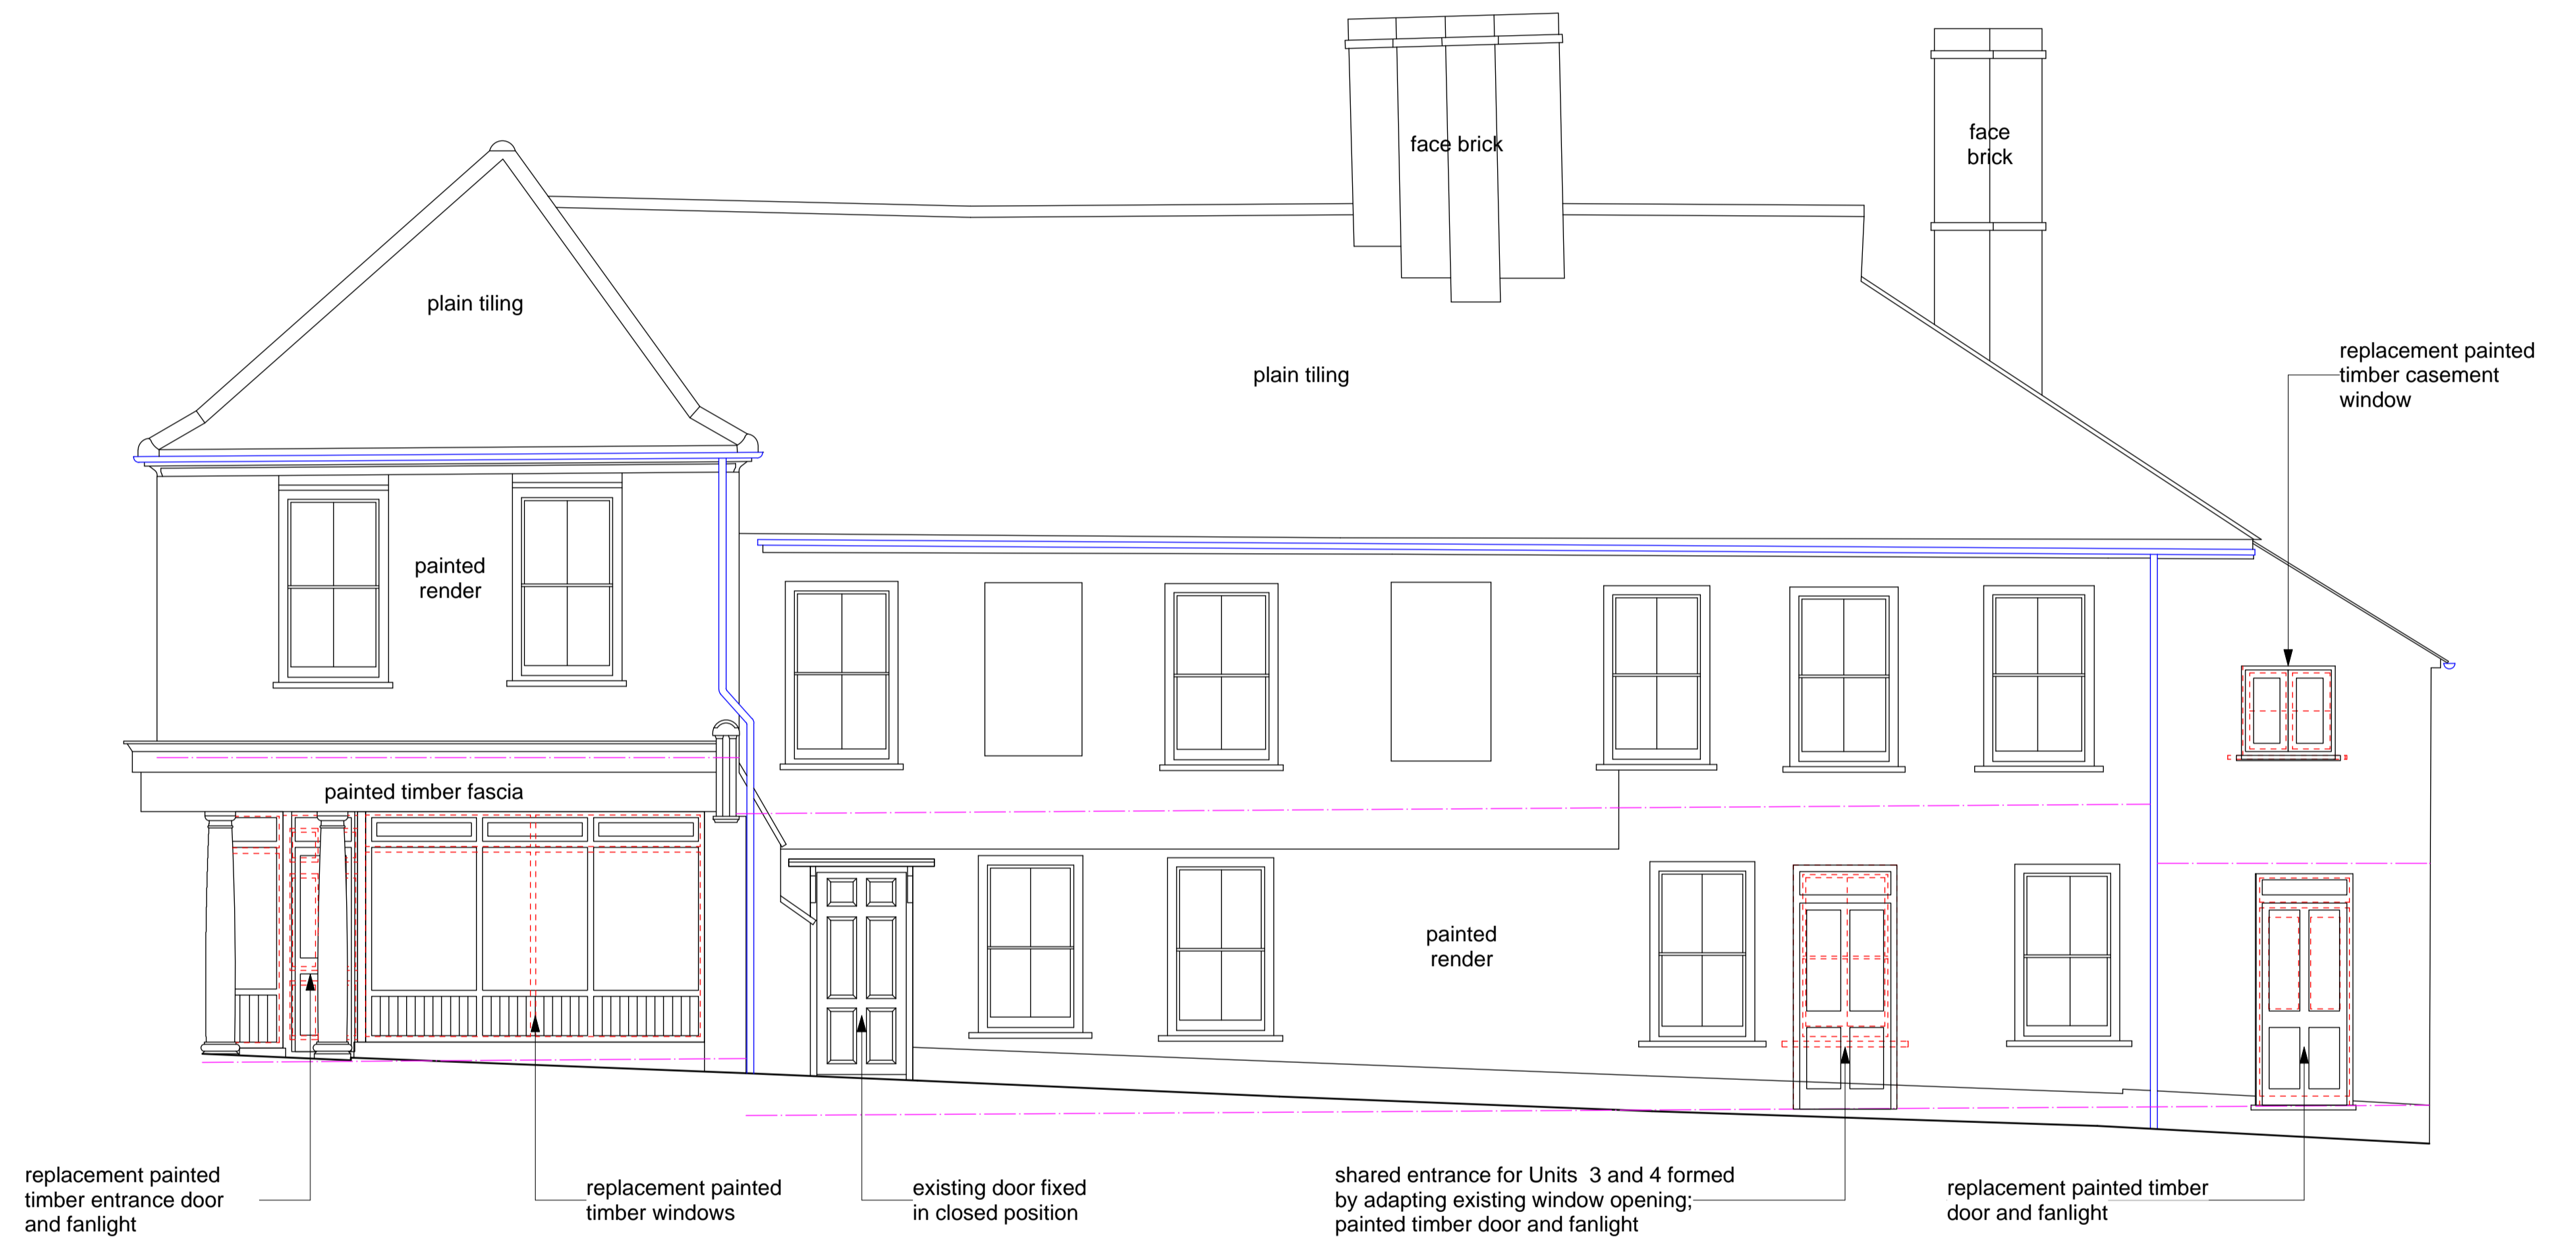 face brick
face
brick
plain tiling
plain tiling
replacement painted
timber casement
window
painted
render
painted timber fascia
painted
render
replacement painted
timber entrance door
and fanlight
replacement painted
timber windows
existing door fixed
in closed position
shared entrance for Units 3 and 4 formed
by adapting existing window opening;
painted timber door and fanlight
replacement painted timber
door and fanlight